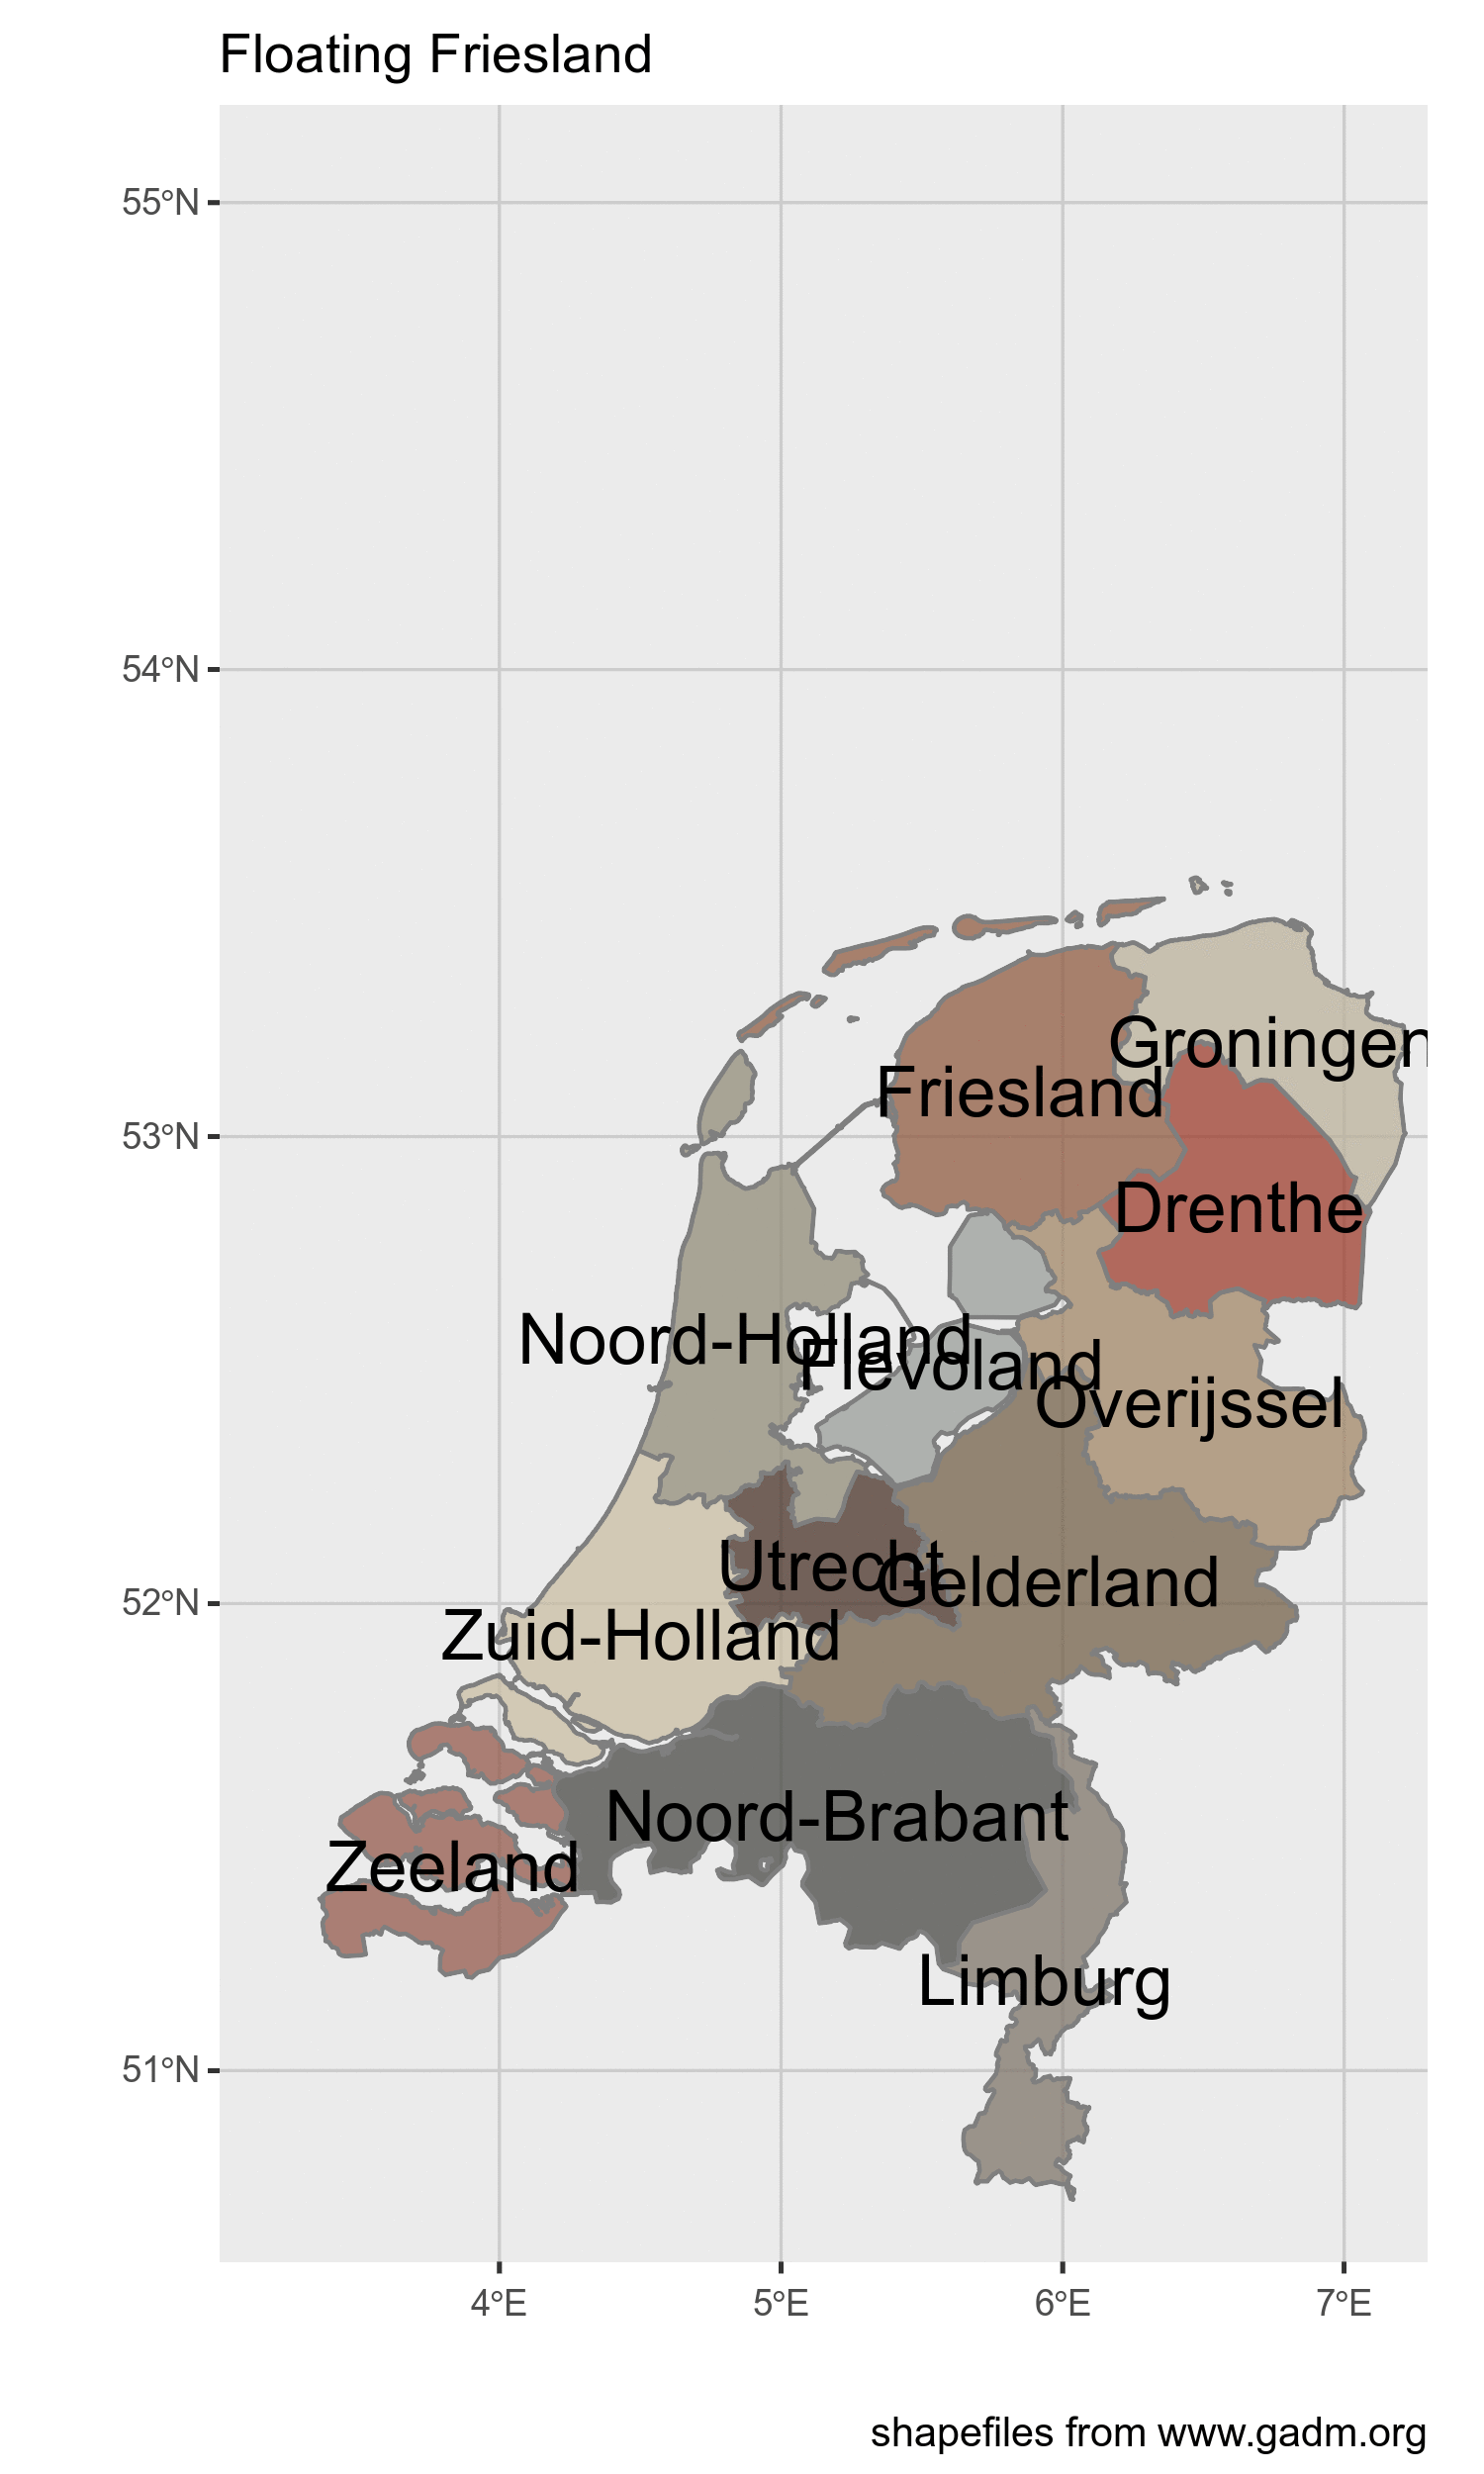 Floating Friesland
55°N
54°N
53°N
52°N
51°N
Groningen
Friesland
Drenthe
Noord-Holland
Flevoland
Overijssel
Utrecht
Gelderland
Zuid-Holland
Noord-Brabant
Zeeland
Limburg
4°E
5°E
6°E
7°E
shapefiles from www.gadm.org